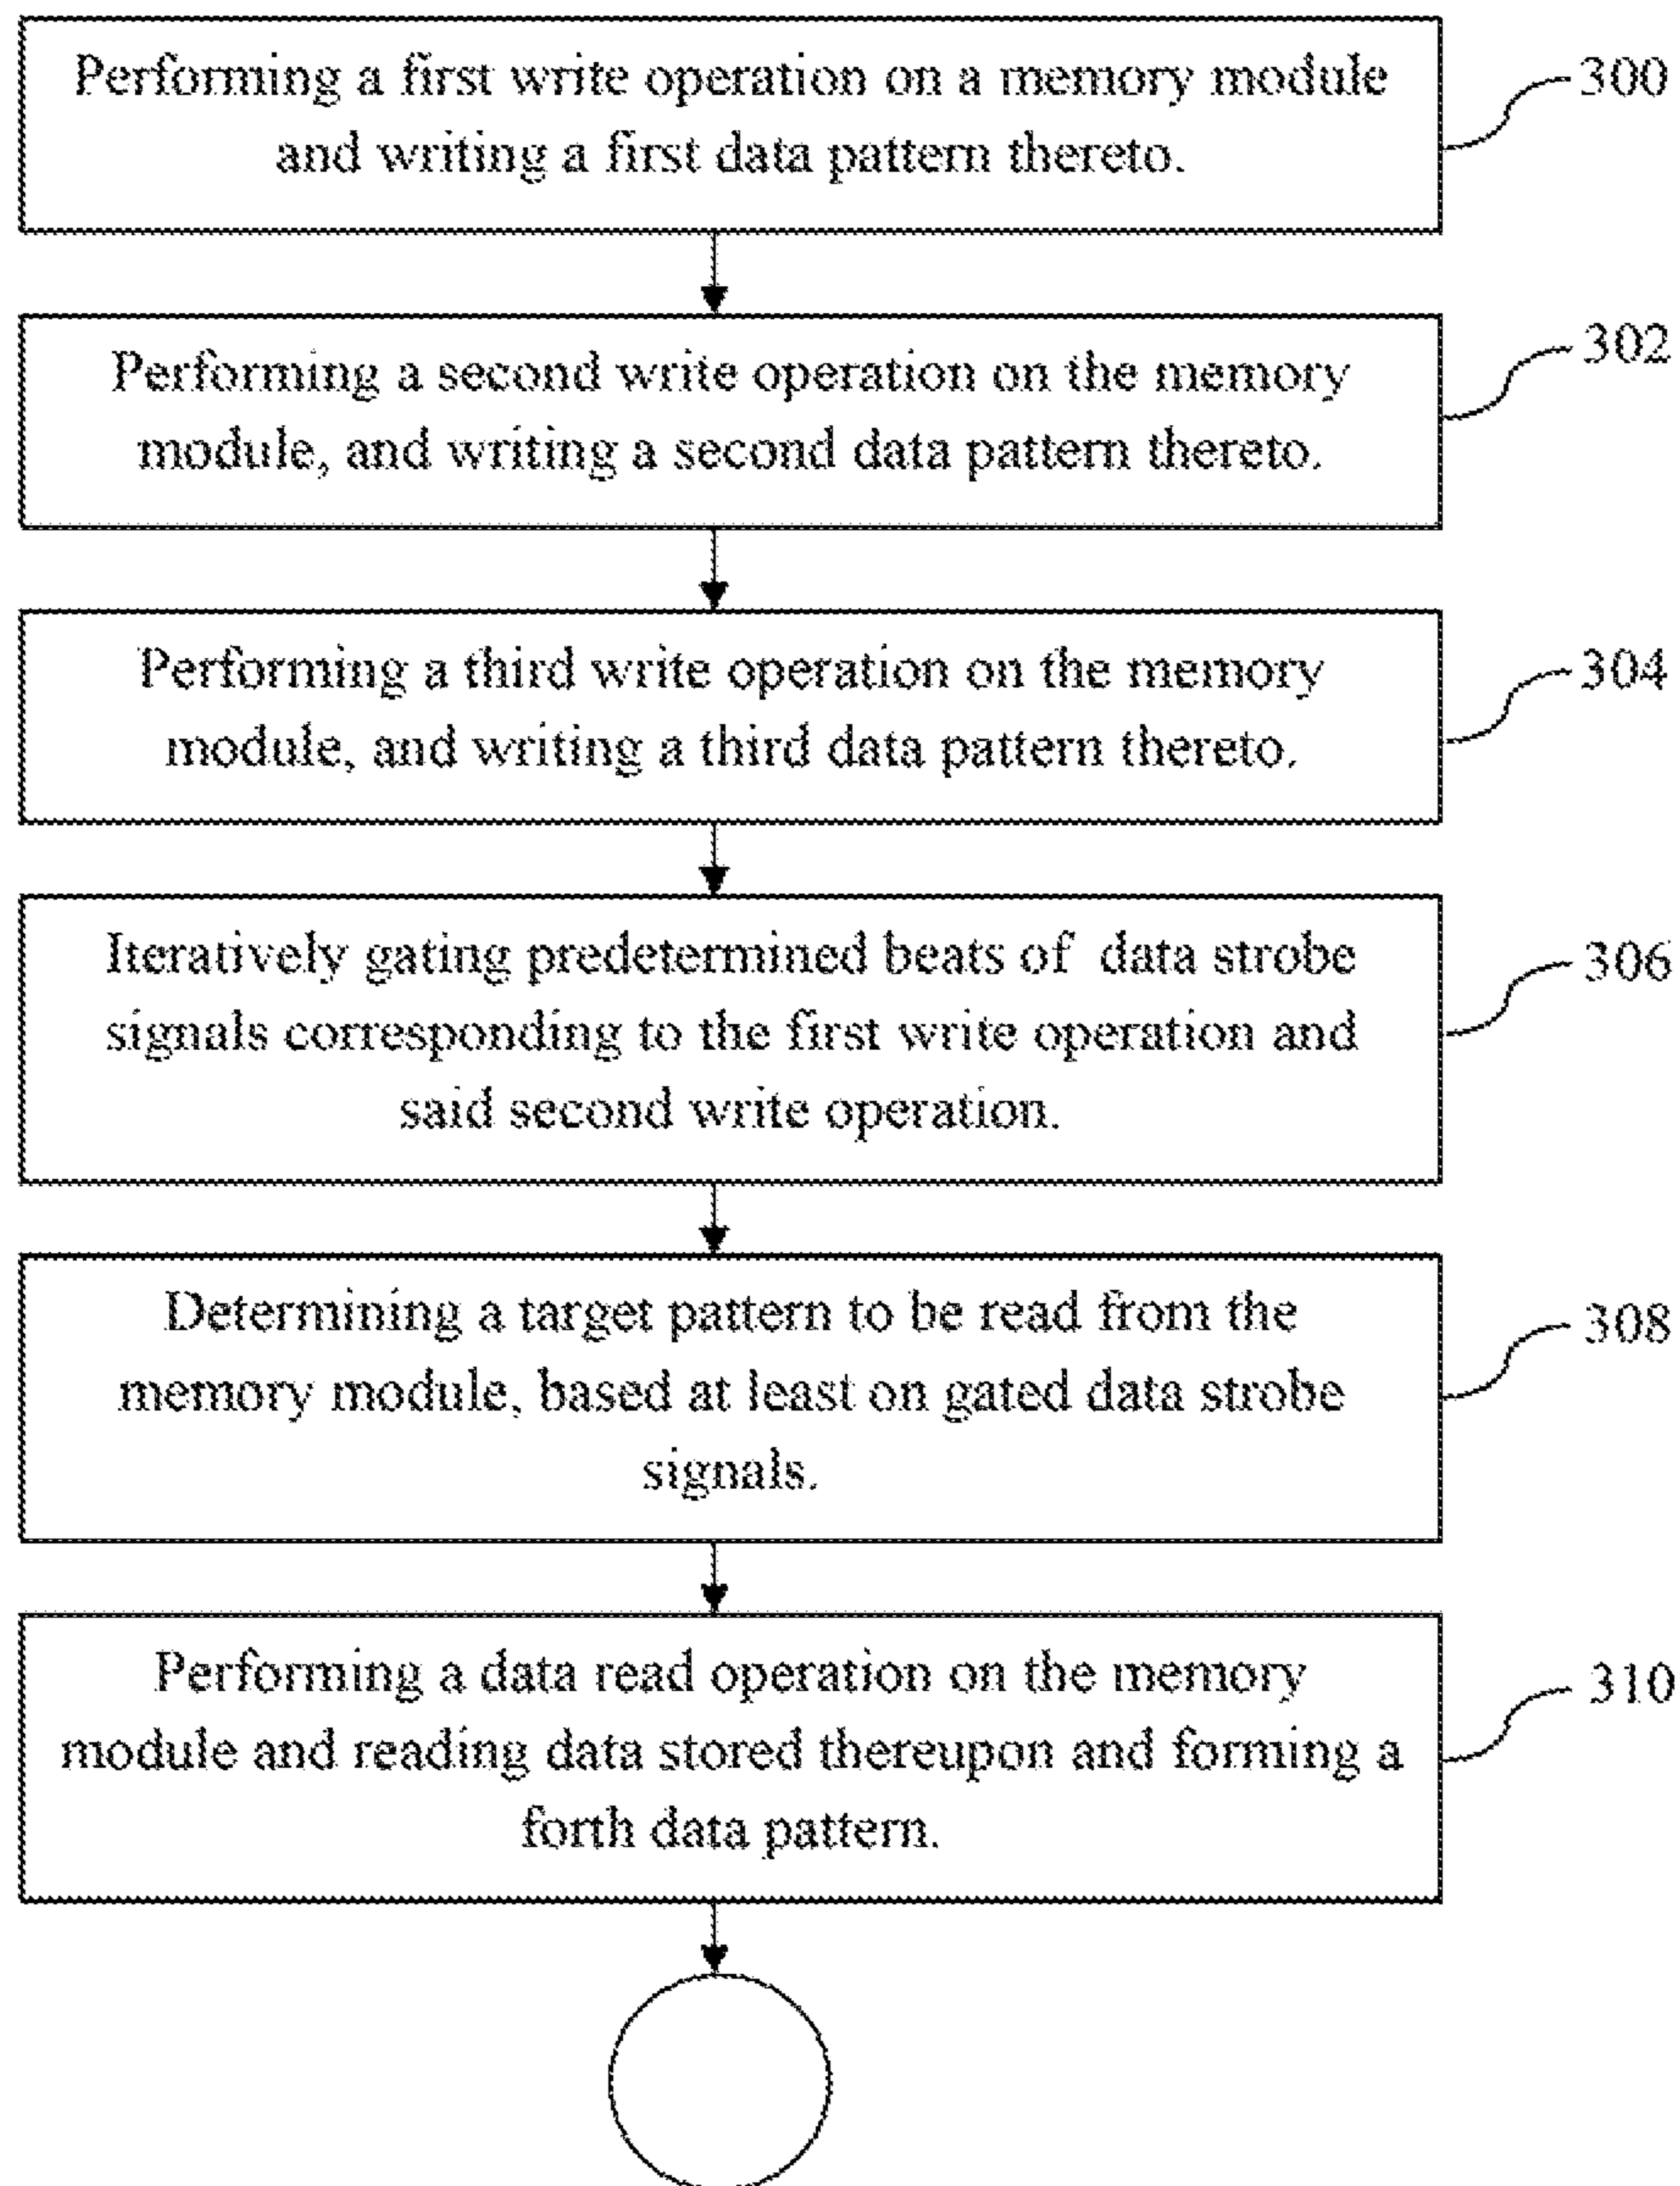 Performing a first write operation on a memory module
and writing a first data pattern thereto.
300
Performing a second write operation on the memory
module, and writing a second data pattern thereto.
302
Performing a third write operation on the memory
module, and writing a third data pattern thereto.
304
Iteratively gating predetermined beats of data strobe
signals corresponding to the first write operation and
said second write operation.
306
Determining a target pattern to be read from the
memory module, based at least on gated data strobe
signals.
308
Performing a data read operation on the memory
module and reading data stored thereupon and forming a
forth data pattern.
310